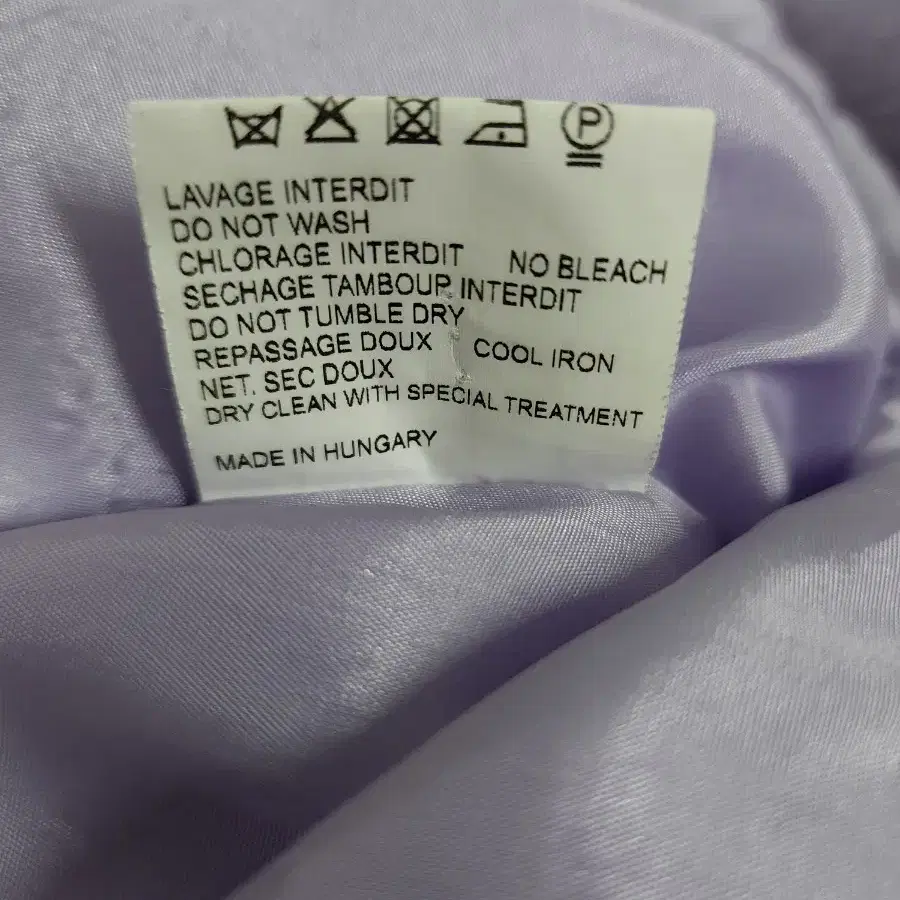 P
LAVAGE INTERDIT
DO NOT WASH
CHLORAGE INTERDIT NO BLEACH
SECHAGE TAMBOUR INTERDIT
DO NOT TUMBLE DRY
REPASSAGE DOUX COOL IRON
NET. SEC DOUX
DRY CLEAN WITH SPECIAL TREATMENT
MADE IN HUNGARY